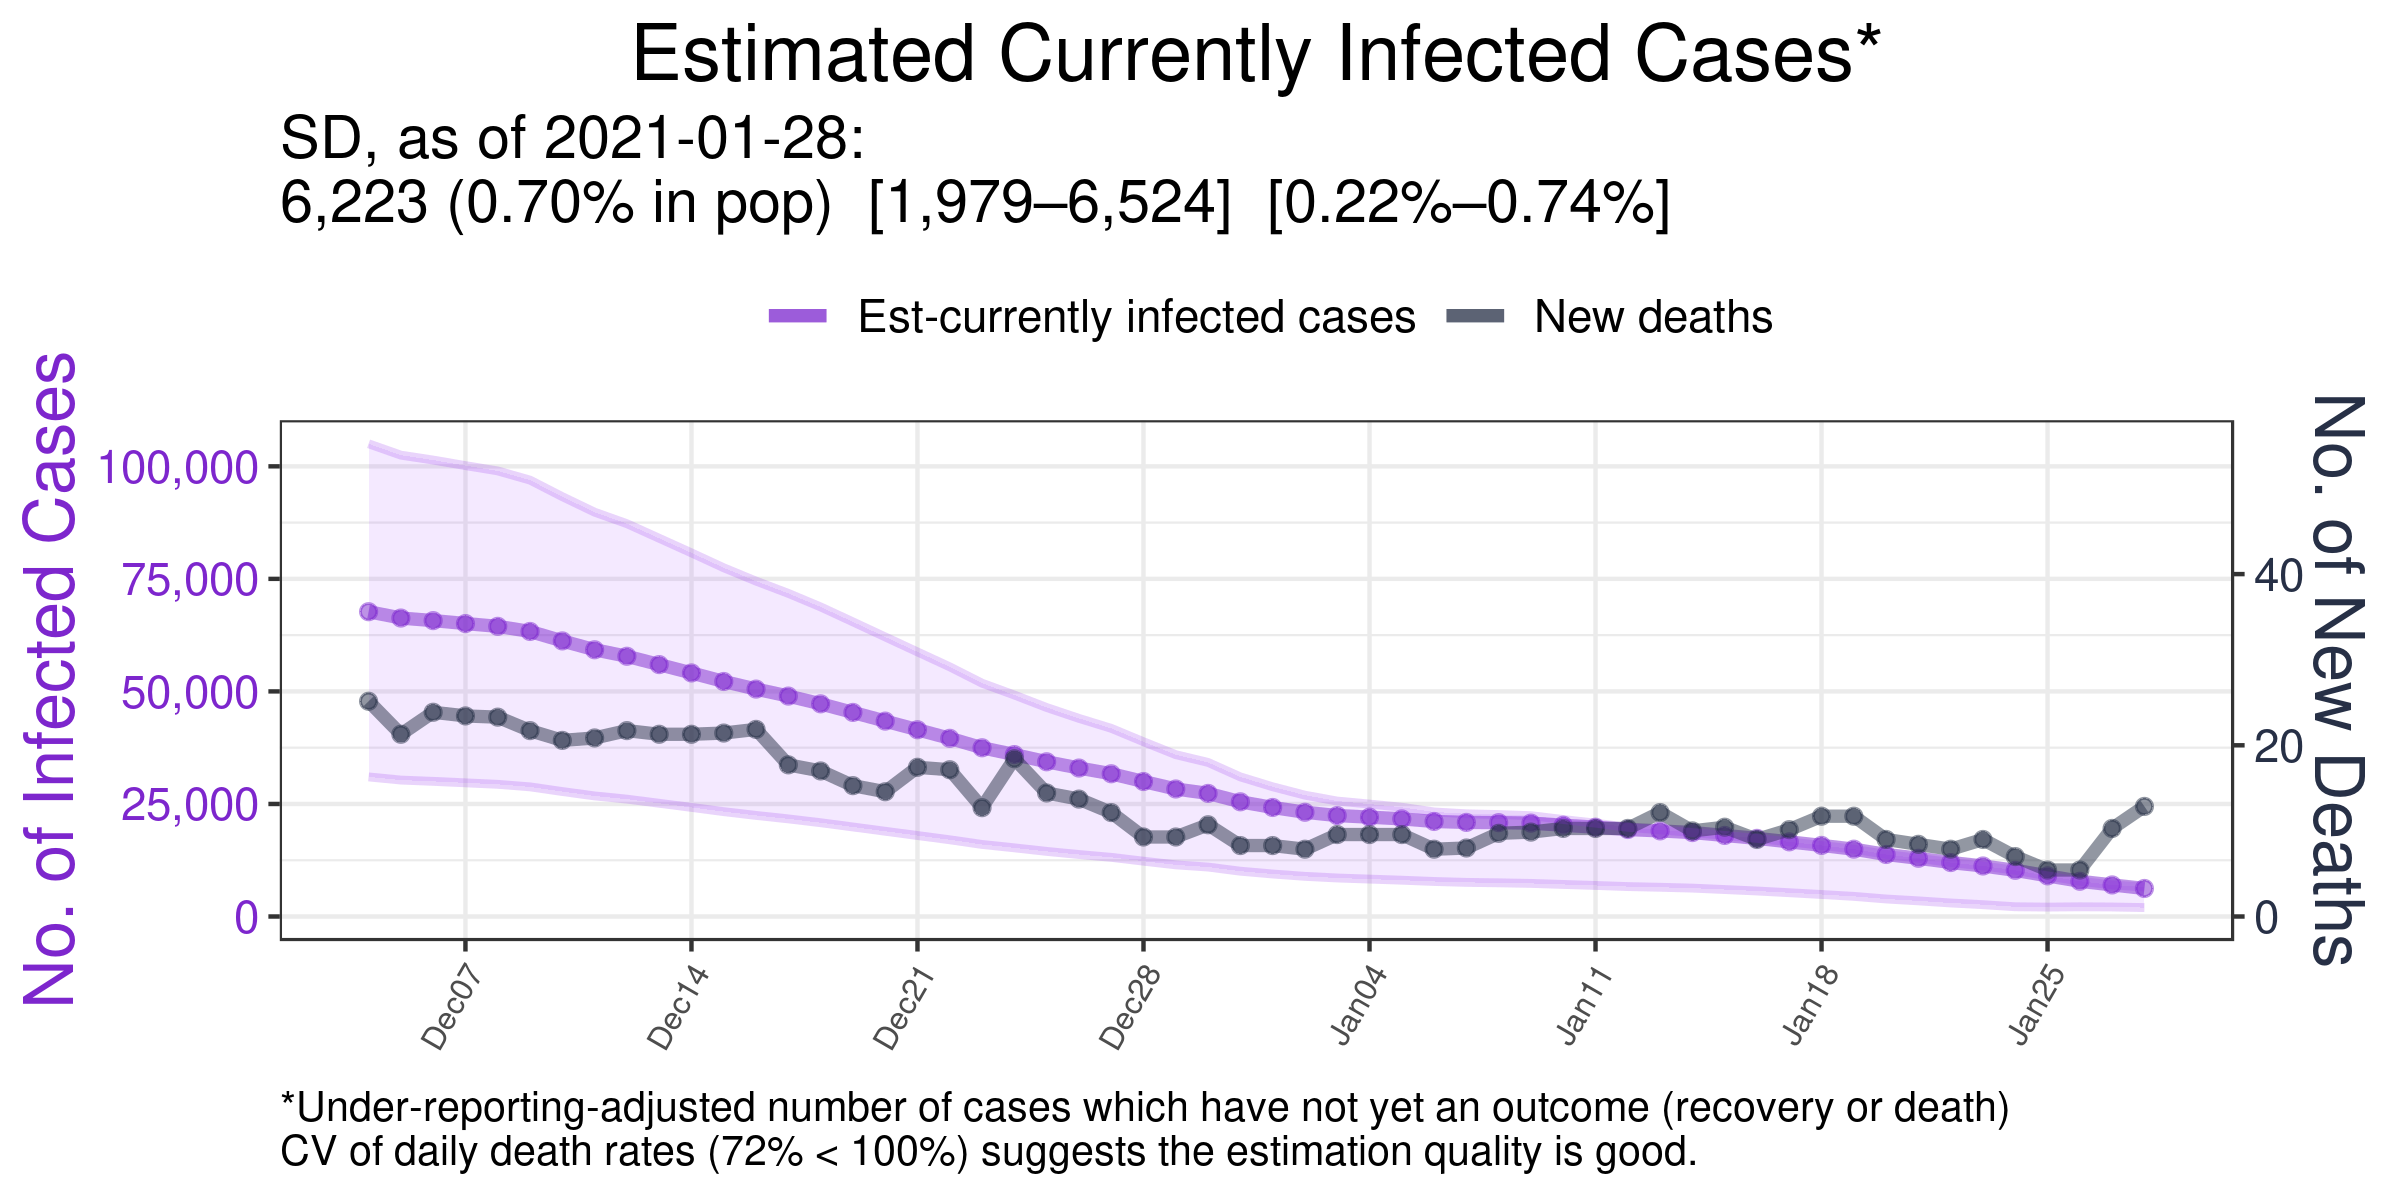 Estimated Currently Infected Cases*
SD, as of 2021-01-28:
6,223 (0.70% in pop)  [1,979–6,524]  [0.22%–0.74%]
Est-currently infected cases
New deaths
No. of Infected Cases
100,000
75,000
50,000
25,000
0
40
20
0
No. of New Deaths
Dec07
Dec14
Dec21
Dec28
Jan04
Jan11
Jan18
Jan25
*Under-reporting-adjusted number of cases which have not yet an outcome (recovery or death)
CV of daily death rates (72% < 100%) suggests the estimation quality is good.